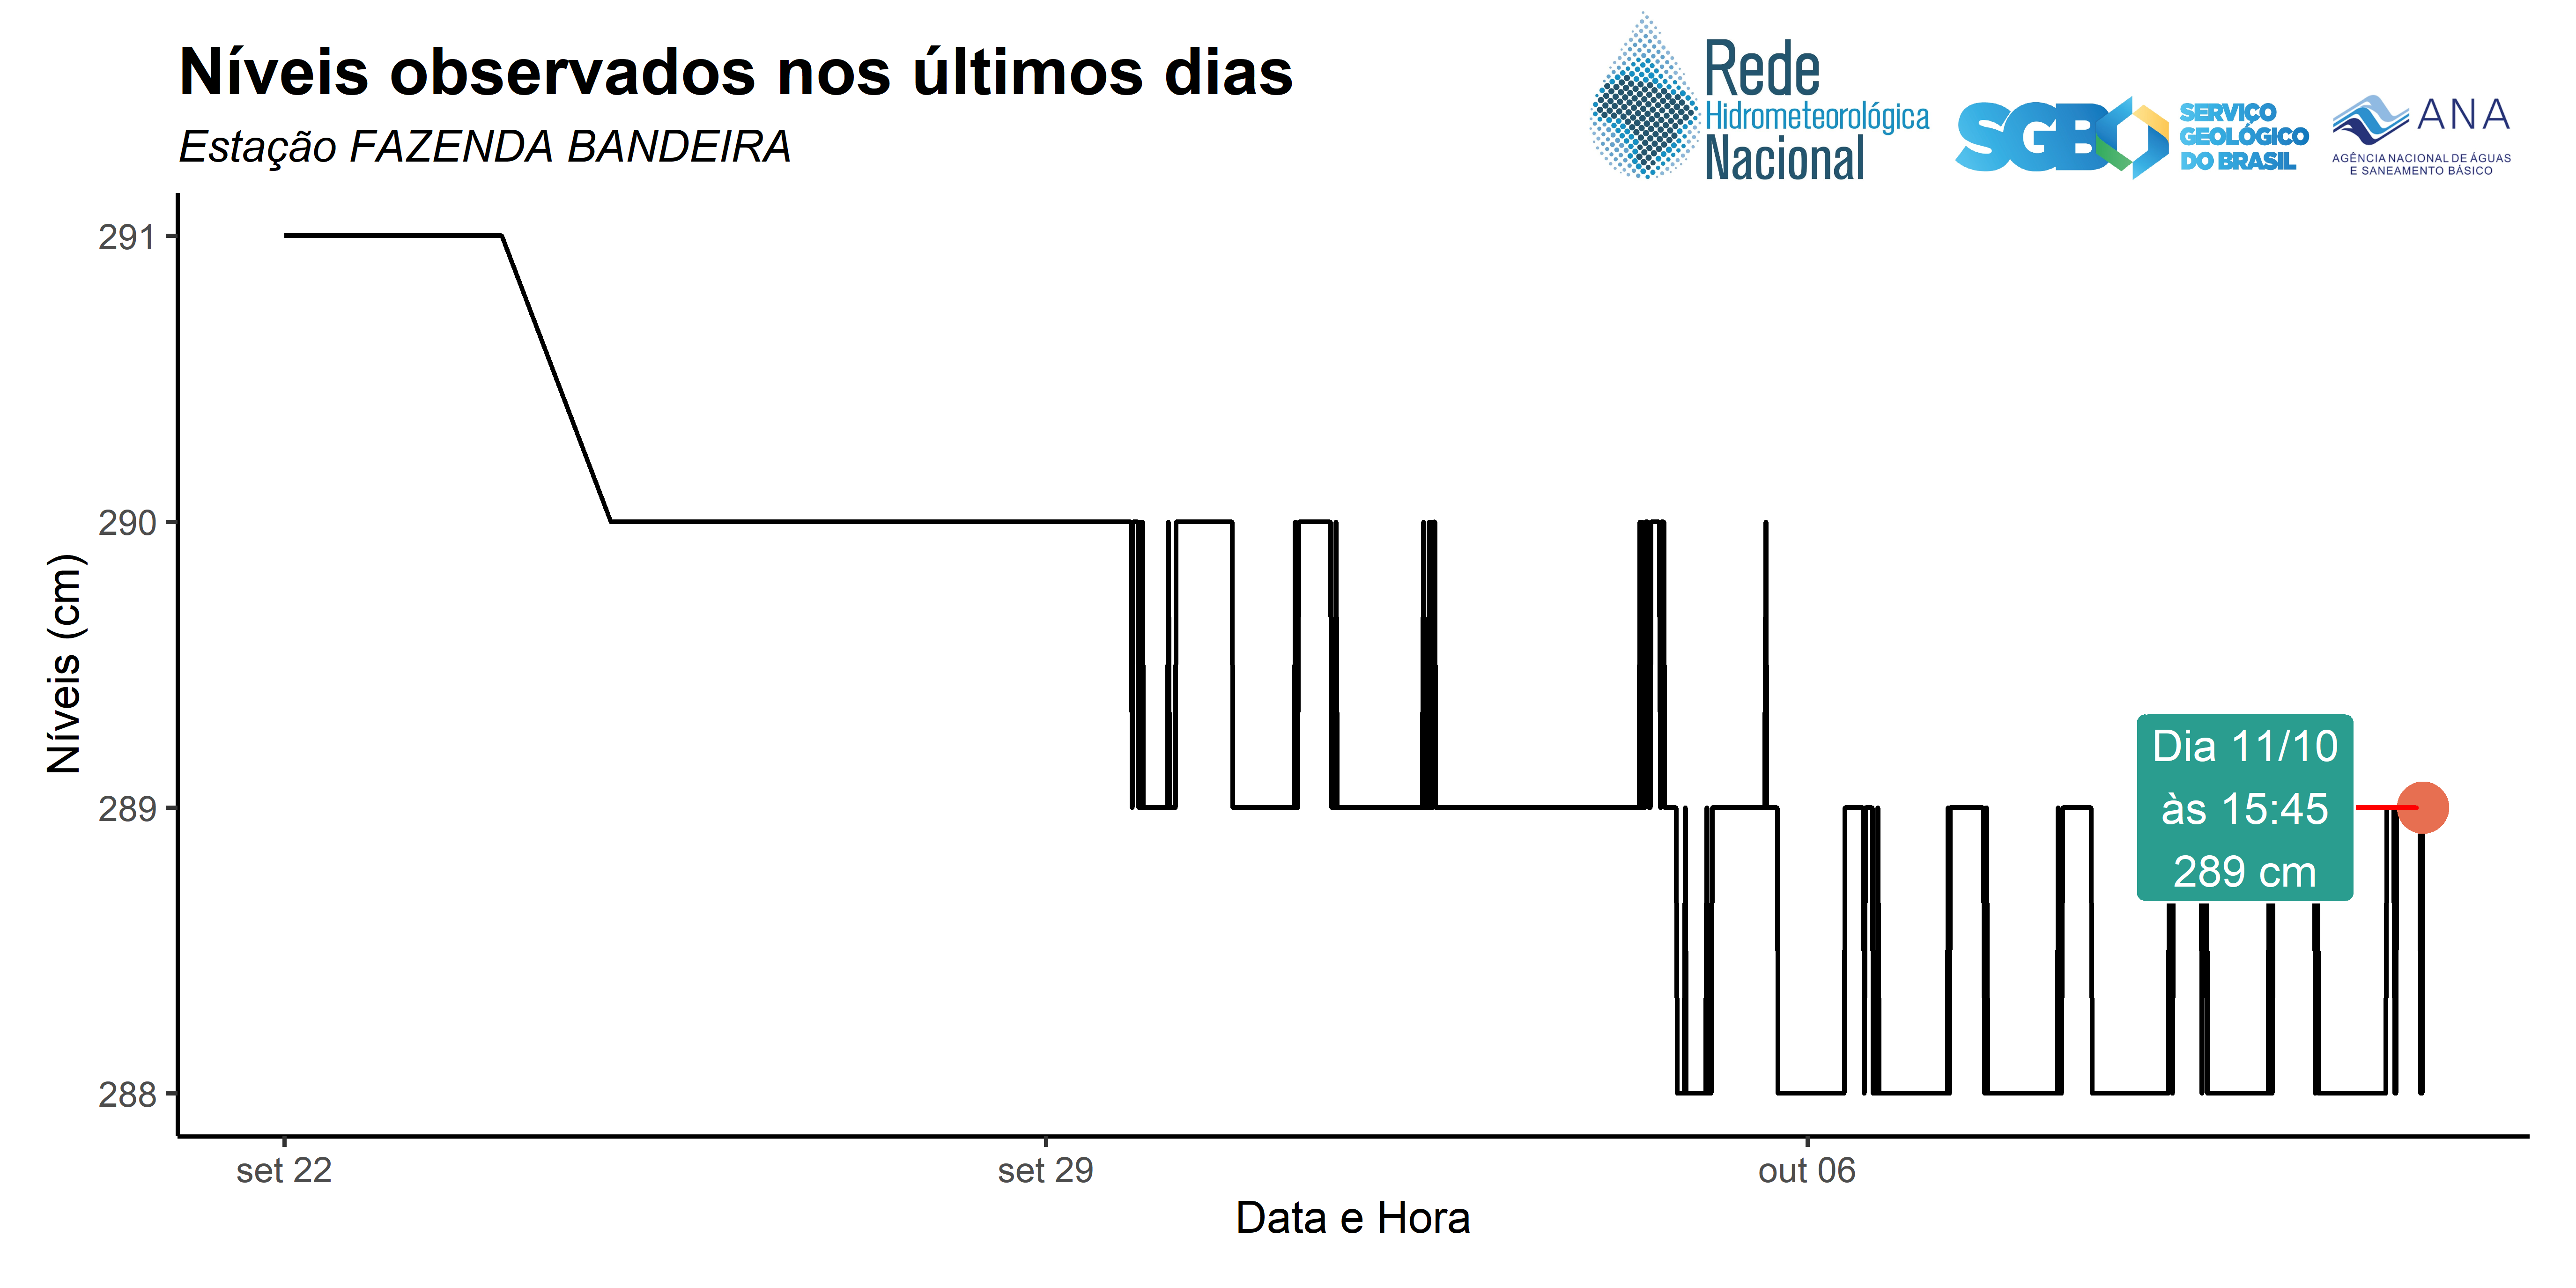 Níveis observados nos últimos dias
Estação FAZENDA BANDEIRA
Rede
Hidrometeorológica
Nacional
SGB
SERVIÇO
GEOLÓGICO
DO BRASIL
ANA
AGÊNCIA NACIONAL DE ÁGUAS
E SANEAMENTO BÁSICO
291
290
289
288
Níveis (cm)
Dia 11/10
às 15:45
289 cm
set 22
set 29
out 06
Data e Hora